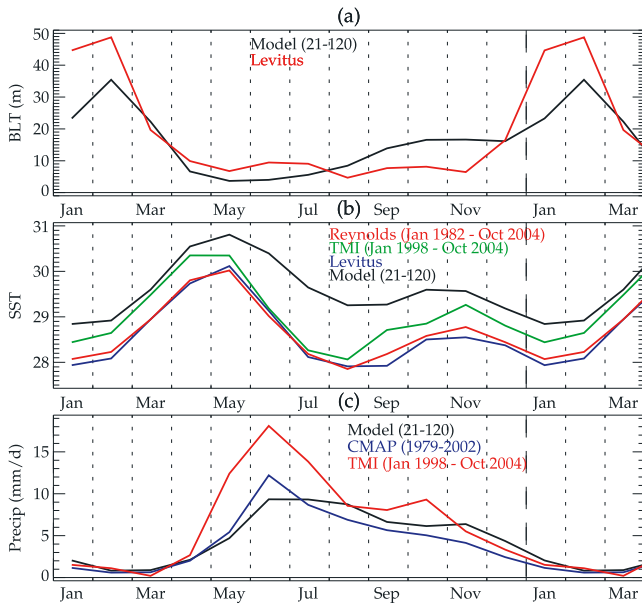 (a)
50
40
30
20
10
0
BLT (m)
Model (21-120)
Levitus
Jan Mar May Jul Sep Nov Jan Mar
(b)
31
30
29
28
SST
Reynolds (Jan 1982 - Oct 2004)
TMI (Jan 1998 - Oct 2004)
Levitus
Model (21-120)
Jan Mar May Jul Sep Nov Jan Mar
(c)
15
10
5
0
Precip (mm/d)
Model (21-120)
CMAP (1979-2002)
TMI (Jan 1998 - Oct 2004)
Jan Mar May Jul Sep Nov Jan Mar